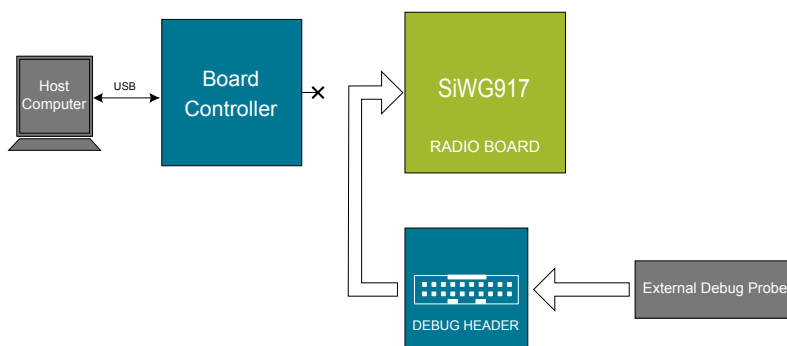 Host
Computer
USB
Board
Controller
SiWG917
RADIO BOARD
DEBUG HEADER
External Debug Probe